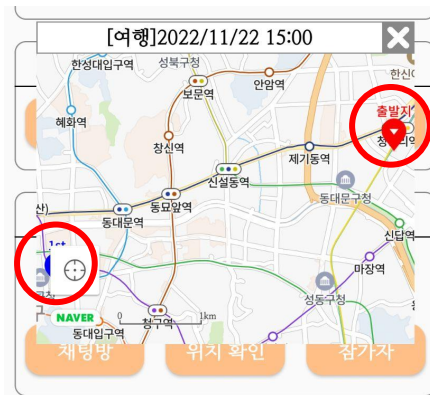 [여행]2022/11/22 15:00
한성대입구역
성북구청
한신
보문역
안암역
출발지
혜화역
창신역
제기동역
신설동역
동묘앞역
동대문구청
동대문역
산)
신답역
1st
마장역
성동구청
NAVER
1km
0
청구역
동대입구역
채팅방
위치 확인
참가자